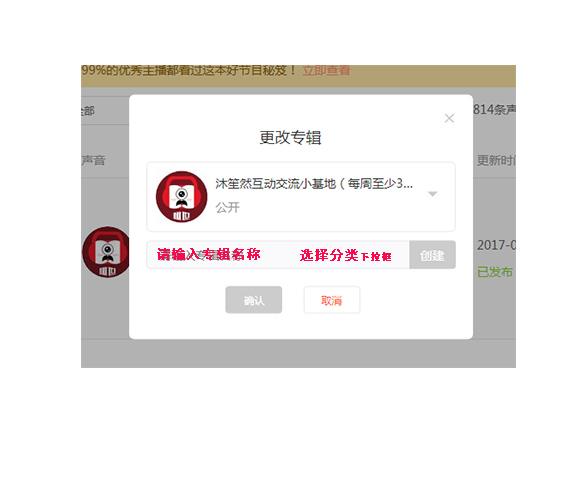 99%的优秀主播都看过这本好节目秘笈！ 立即查看
全部
814条声
更改专辑
声音
更新时间
沐笙然互动交流小基地（每周至少3...
公开
请输入专辑名称
选择分类下拉框
创建
2017-0
已发布
确认
取消